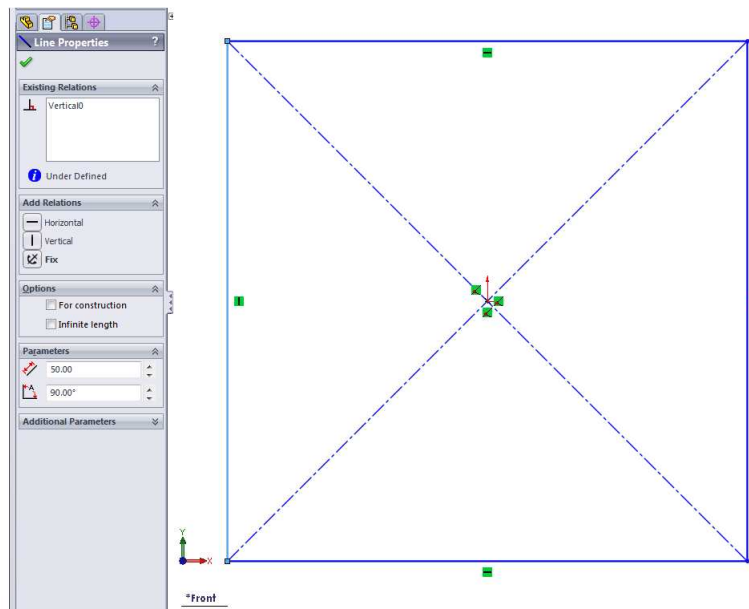 Line Properties ?
Existing Relations
Vertical0
Under Defined
Add Relations
Horizontal
Vertical
Fix
Options
For construction
Infinite length
Parameters
50.00
A
90.00°
Additional Parameters
Y
X
*Front